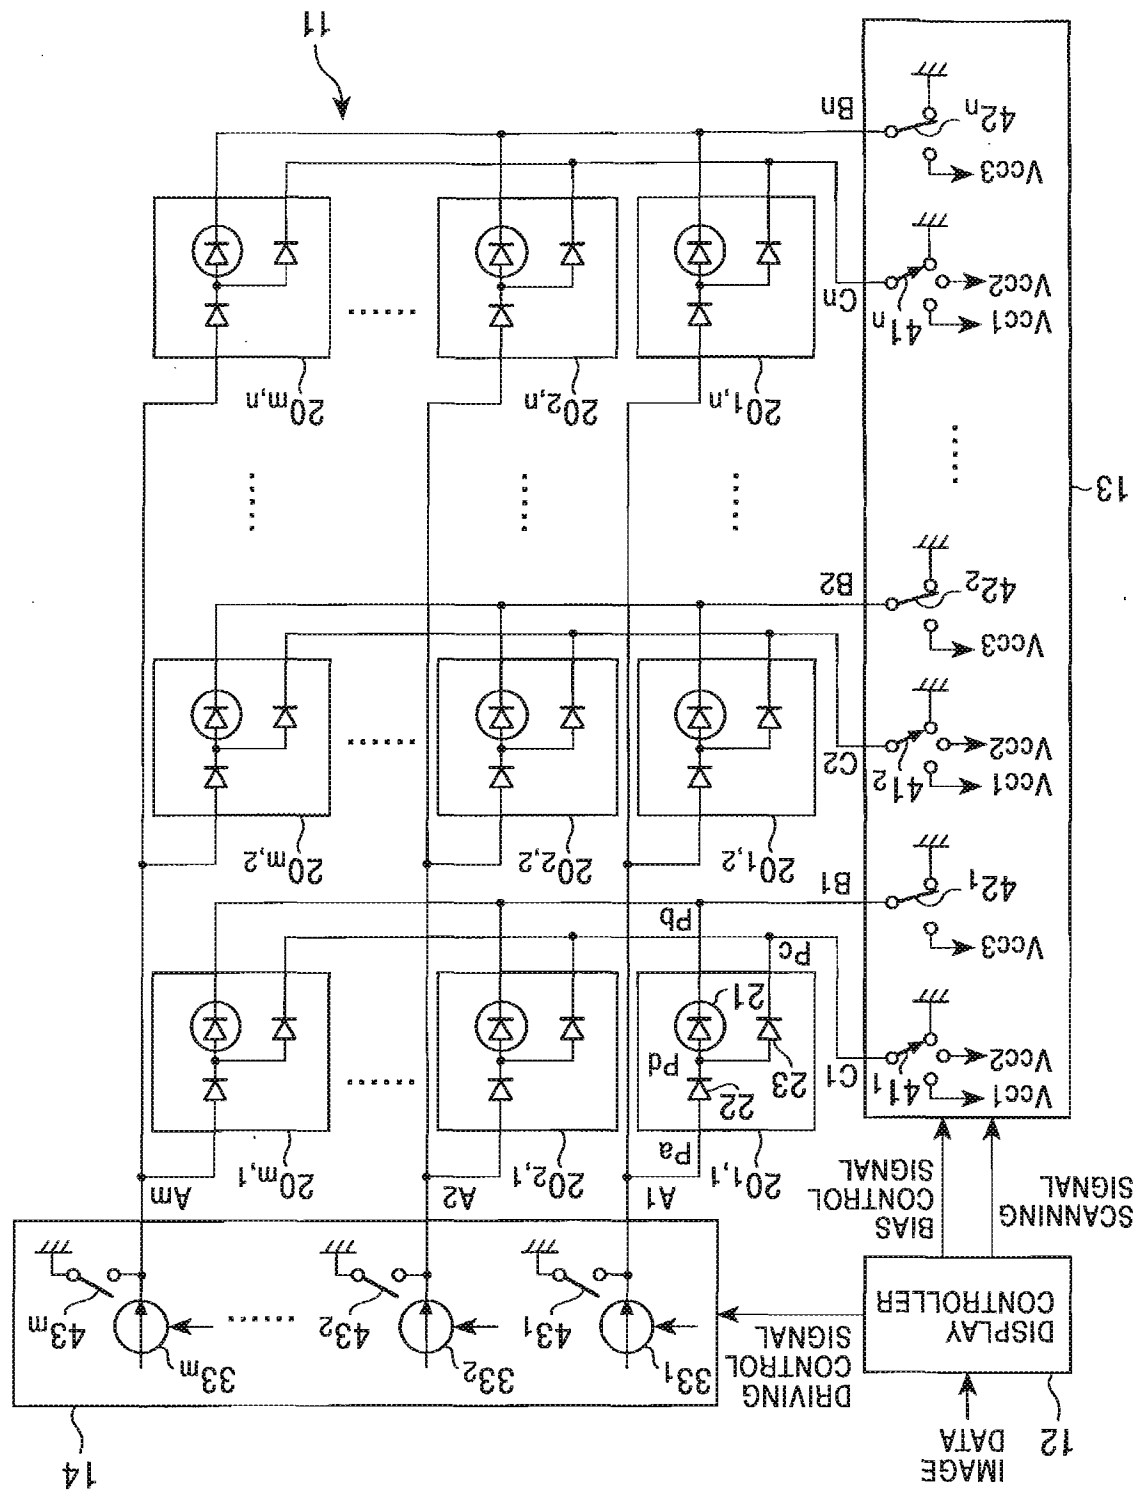 IMAGE
DATA
12
14
DISPLAY
CONTROLLER
DRIVING
CONTROL
SIGNAL
33₁
33₂
33ₘ
43₁
43₂
43ₘ
SCANNING
SIGNAL
BIAS
CONTROL
SIGNAL
A1
A2
Am
20₁,₁
20₂,₁
20ₘ,₁
Pa
22
23
Pd
21
Pc
Pb
Vcc1
41₁
Vcc2
C1
Vcc3
42₁
B1
20₁,₂
20₂,₂
20ₘ,₂
Vcc1
41₂
Vcc2
C2
Vcc3
42₂
B2
13
20₁,ₙ
20₂,ₙ
20ₘ,ₙ
Vcc1
41ₙ
Vcc2
Cn
Vcc3
42ₙ
Bn
11